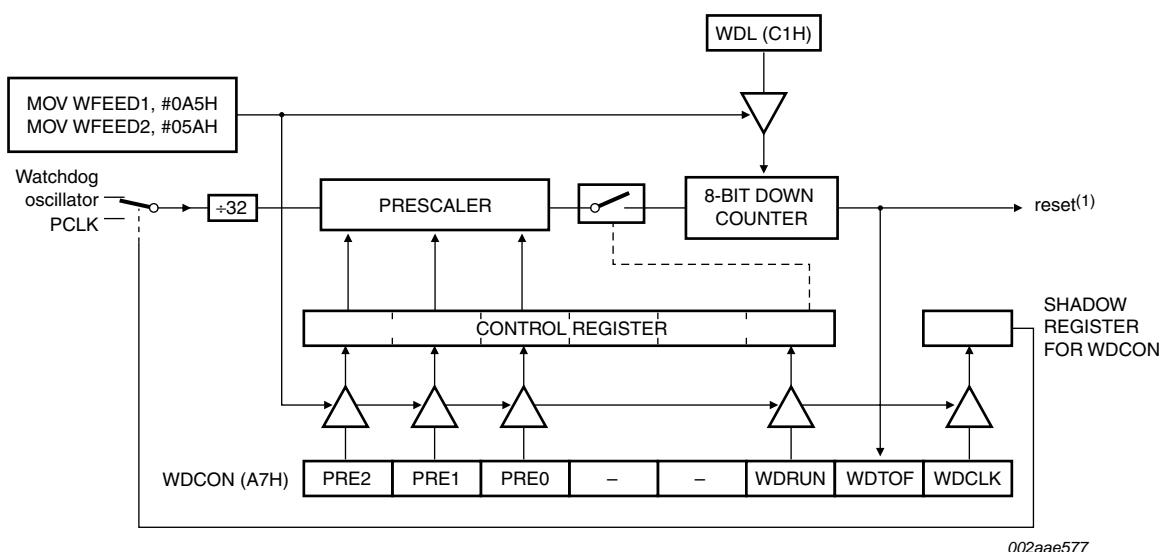 WDL (C1H)
MOV WFEED1, #0A5H
MOV WFEED2, #05AH
Watchdog
oscillator
PCLK
÷32
PRESCALER
8-BIT DOWN
COUNTER
reset(1)
CONTROL REGISTER
SHADOW
REGISTER
FOR WDCON
WDCON (A7H)
PRE2
PRE1
PRE0
–
–
WDRUN
WDTOF
WDCLK
002aae577